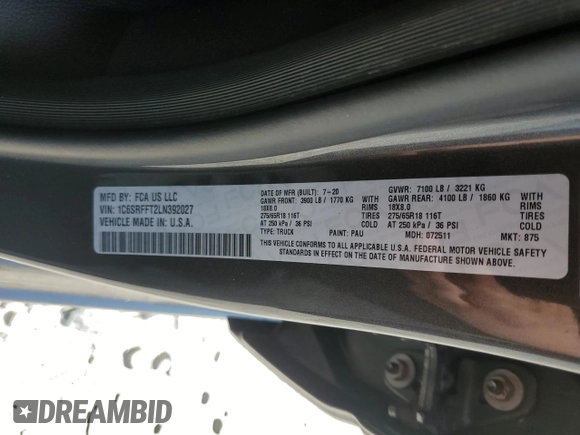 MFD BY: FCA US LLC
VIN: 1C6SRFFT2LN392027
VEHICLE MADE IN: U.S.A.
DATE OF MFR (BUILT): 7-20
GVWR: 7100 LB / 3221 KG
GAWR FRONT: 3900 LB / 1770 KG WITH
GAWR REAR: 4100 LB / 1860 KG WITH
18X8.0 RIMS
18X8.0 RIMS
275/65R18 116T TIRES
275/65R18 116T TIRES
AT 250 kPa / 36 PSI
AT 250 kPa / 36 PSI
TYPE: TRUCK PAINT: PAU MDH: 072511 MKT: 875
THIS VEHICLE CONFORMS TO ALL APPLICABLE U.S.A. FEDERAL MOTOR VEHICLE SAFETY
STANDARDS IN EFFECT ON THE DATE OF MANUFACTURE SHOWN ABOVE.
DREAMBID